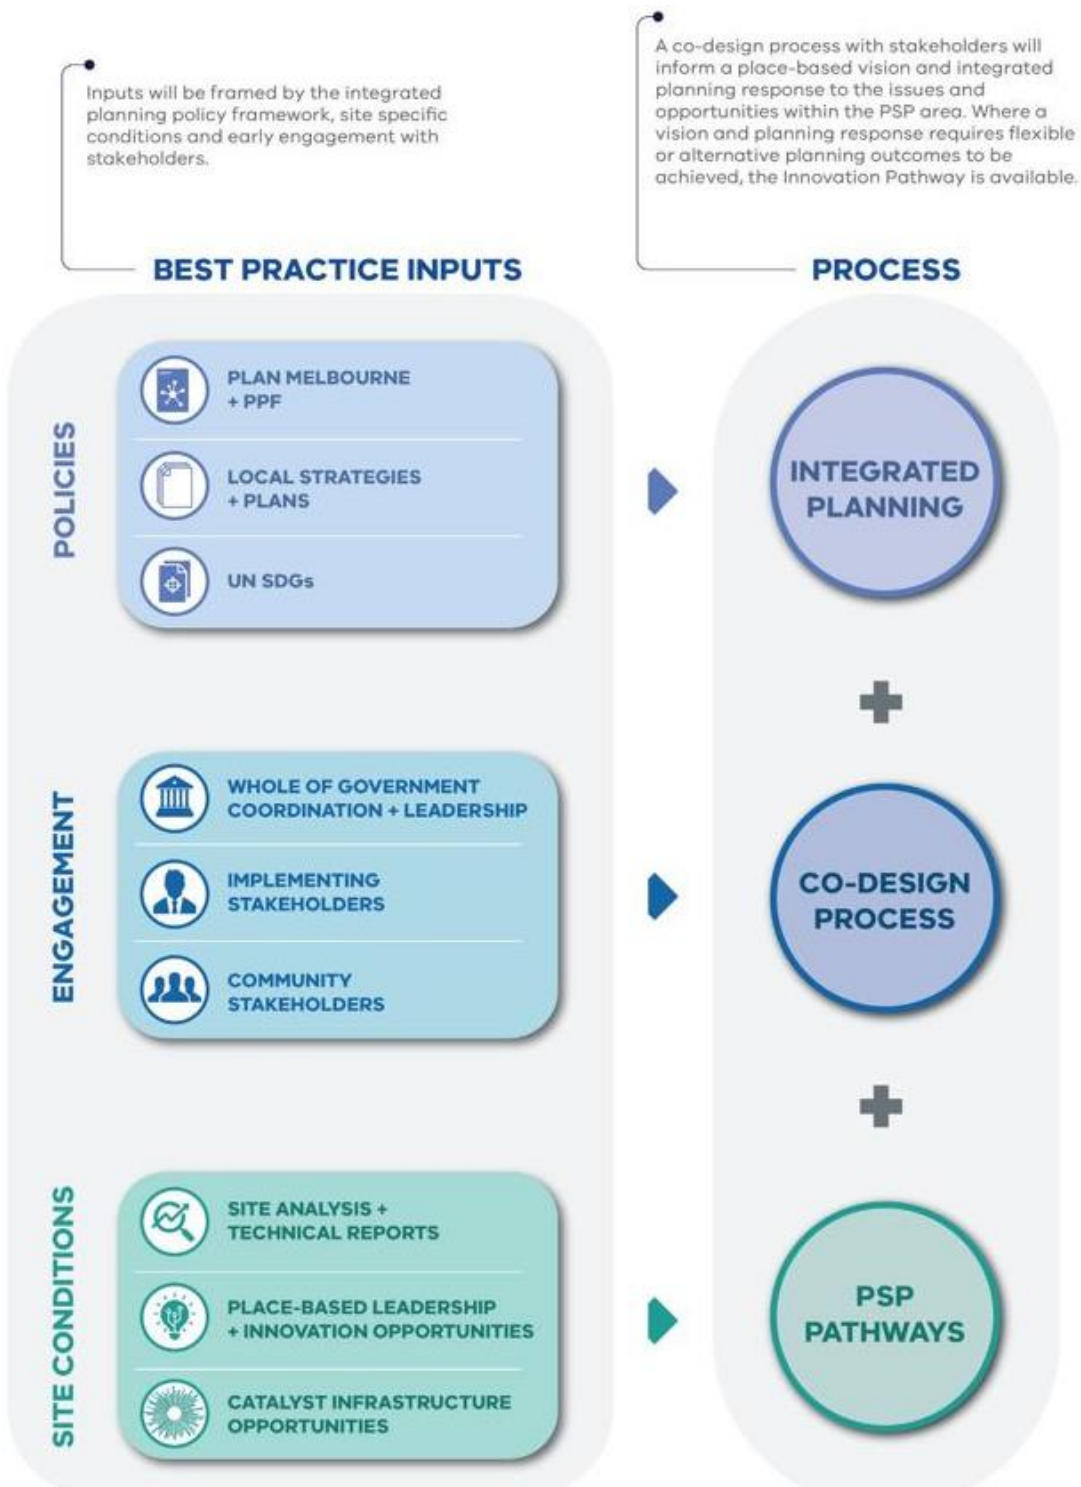 Inputs will be framed by the integrated
planning policy framework, site specific
conditions and early engagement with
stakeholders.
A co-design process with stakeholders will
inform a place-based vision and integrated
planning response to the issues and
opportunities within the PSP area. Where a
vision and planning response requires flexible
or alternative planning outcomes to be
achieved, the Innovation Pathway is available.
BEST PRACTICE INPUTS
PROCESS
POLICIES
PLAN MELBOURNE
+ PPF
LOCAL STRATEGIES
+ PLANS
UN SDGs
INTEGRATED
PLANNING
ENGAGEMENT
WHOLE OF GOVERNMENT
COORDINATION + LEADERSHIP
IMPLEMENTING
STAKEHOLDERS
COMMUNITY
STAKEHOLDERS
CO-DESIGN
PROCESS
SITE CONDITIONS
SITE ANALYSIS +
TECHNICAL REPORTS
PLACE-BASED LEADERSHIP
+ INNOVATION OPPORTUNITIES
CATALYST INFRASTRUCTURE
OPPORTUNITIES
PSP
PATHWAYS